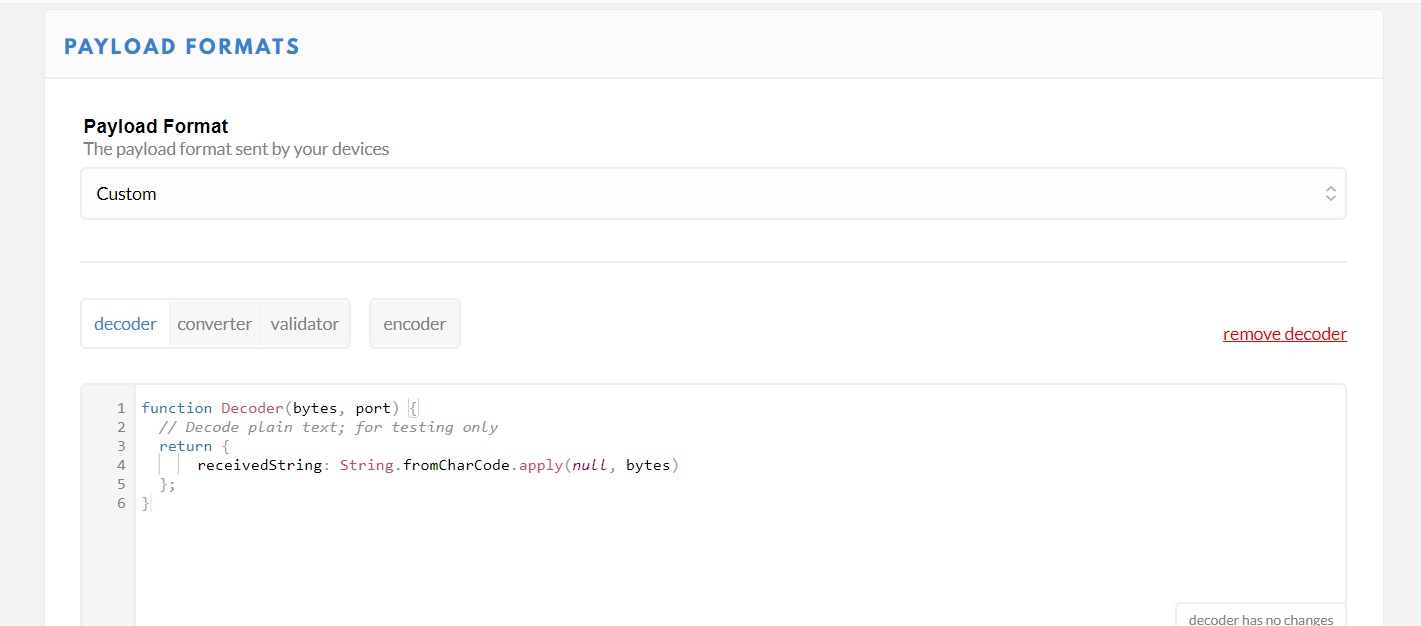 PAYLOAD FORMATS
Payload Format
The payload format sent by your devices
Custom
decoder converter validator encoder
remove decoder
1 function Decoder(bytes, port) {
2   // Decode plain text; for testing only
3   return {
4       receivedString: String.fromCharCode.apply(null, bytes)
5   };
6 }
decoder has no changes